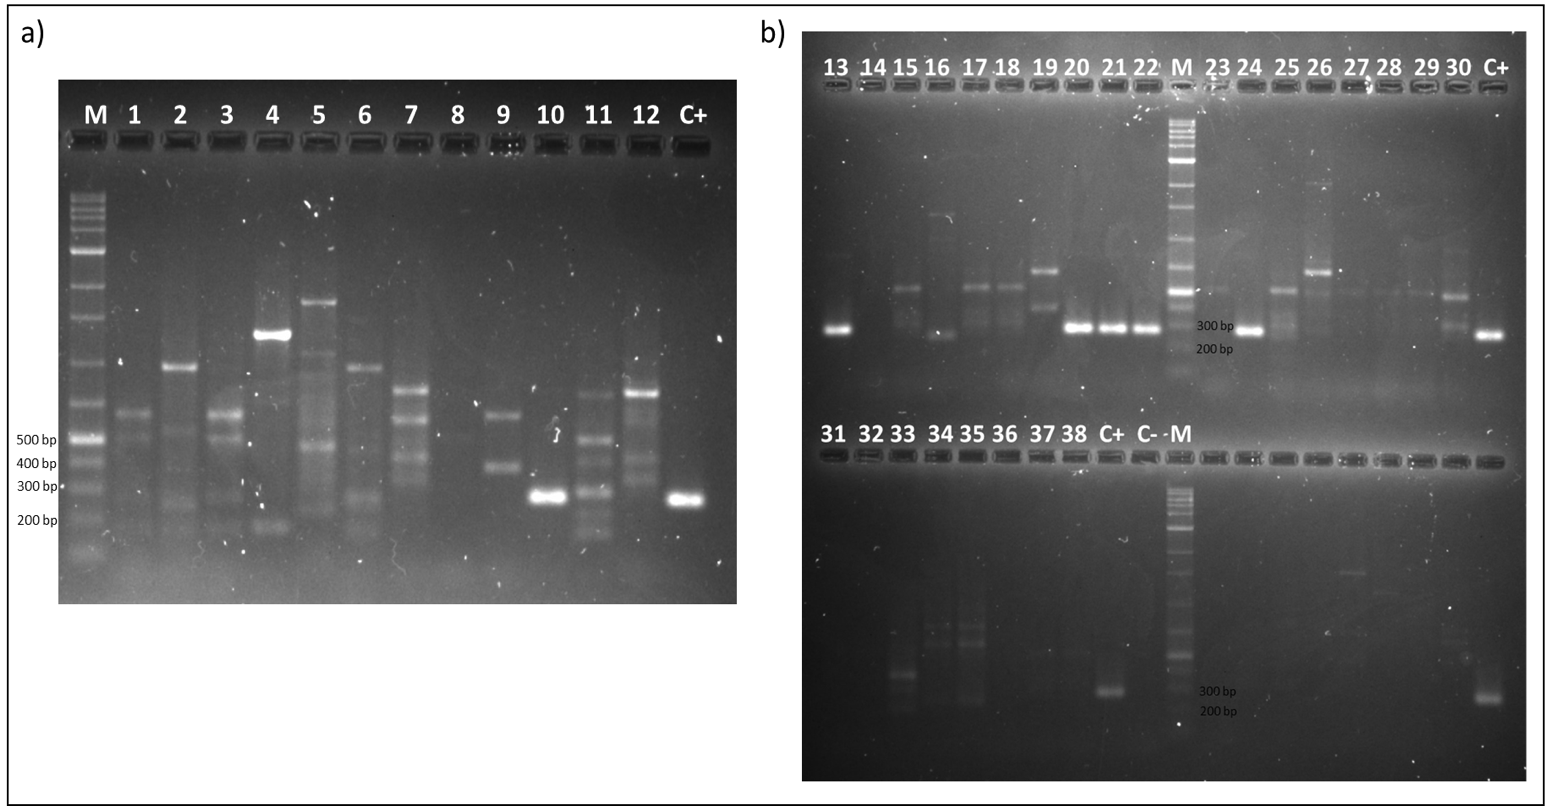 a)
M 1 2 3 4 5 6 7 8 9 10 11 12 C+
500 bp
400 bp
300 bp
200 bp
b)
13 14 15 16 17 18 19 20 21 22 M 23 24 25 26 27 28 29 30 C+
300 bp
200 bp
31 32 33 34 35 36 37 38 C+ C- M
300 bp
200 bp